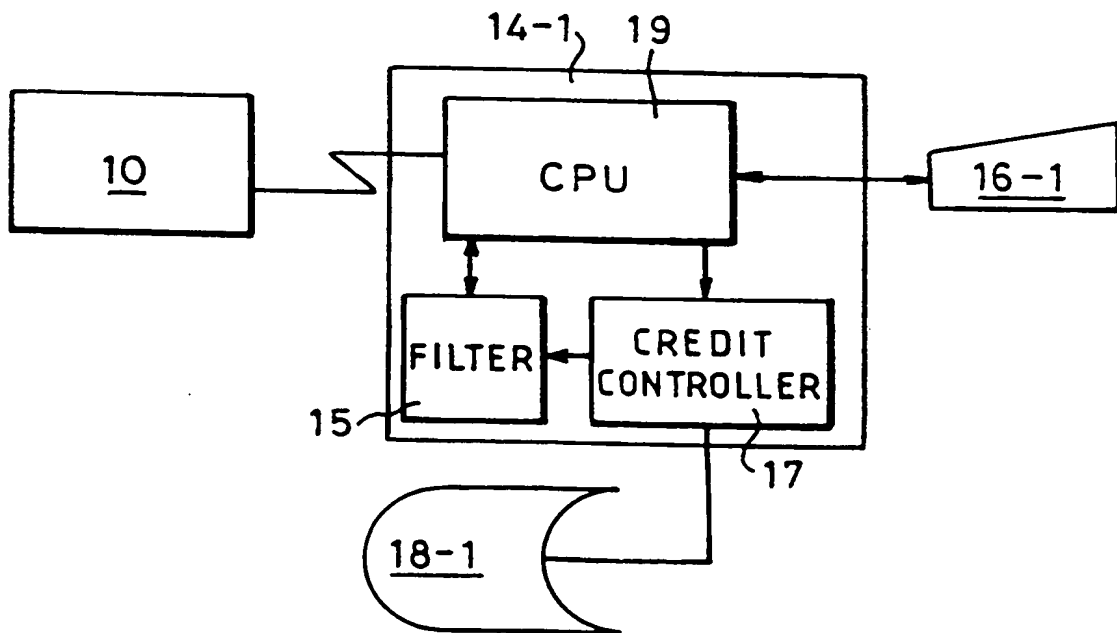 14-1
19
10
CPU
16-1
FILTER
CREDIT
CONTROLLER
15
17
18-1